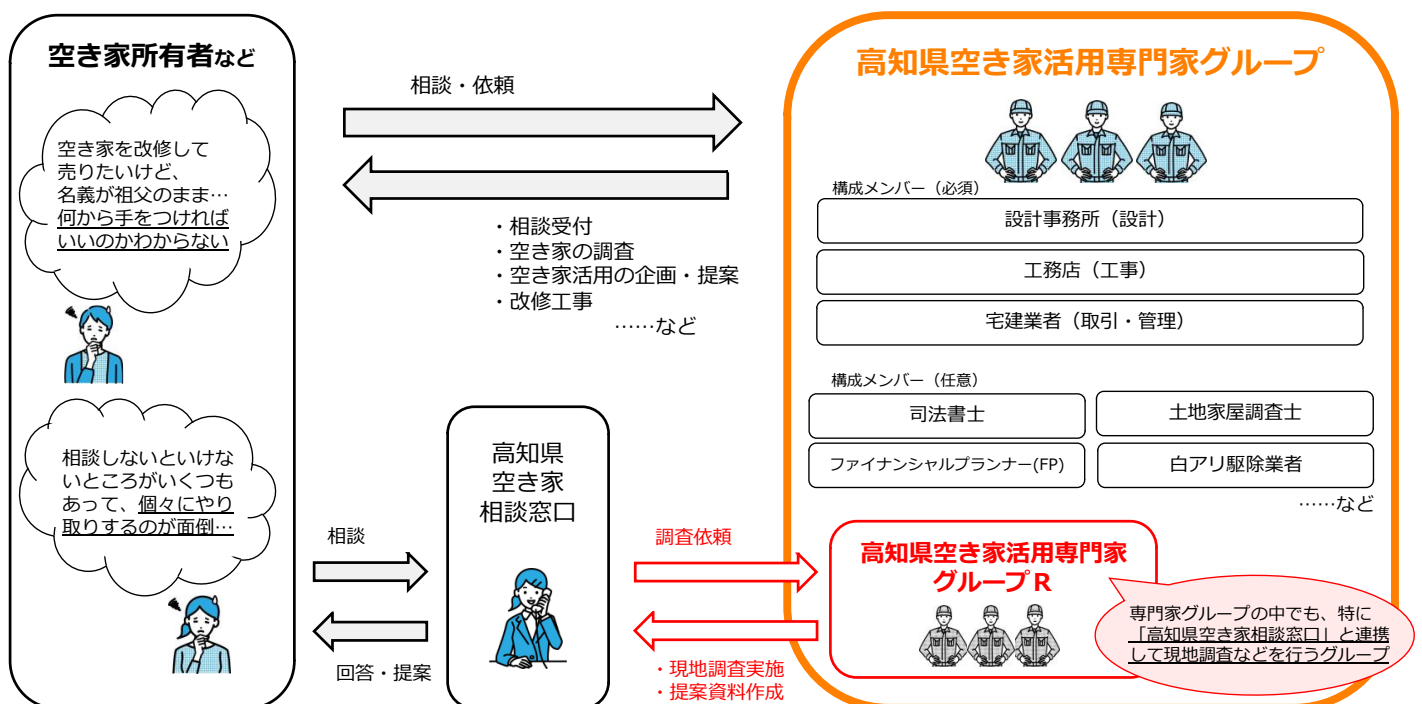 空き家所有者など
空き家を改修して
売りたいけど、
名義が祖父のまま…
何から手をつければ
いいのかわからない
相談しないといけな
いところがいくつも
あって、個々にやり
取りするのが面倒…
相談・依頼
・相談受付
・空き家の調査
・空き家活用の企画・提案
・改修工事
……など
相談
回答・提案
高知県
空き家
相談窓口
調査依頼
・現地調査実施
・提案資料作成
高知県空き家活用専門家グループ
構成メンバー（必須）
設計事務所（設計）
工務店（工事）
宅建業者（取引・管理）
構成メンバー（任意）
司法書士
土地家屋調査士
ファイナンシャルプランナー(FP)
白アリ駆除業者
……など
高知県空き家活用専門家
グループＲ
専門家グループの中でも、特に
「高知県空き家相談窓口」と連携
して現地調査などを行うグループ